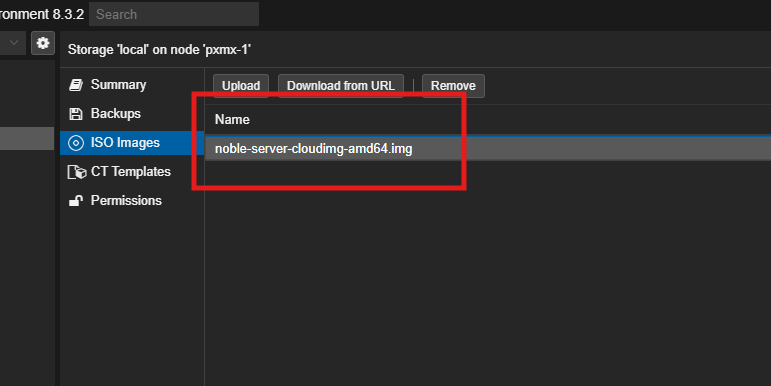 ronment 8.3.2 Search
Storage 'local' on node 'pxmx-1'
Summary
Upload Download from URL Remove
Backups
Name
ISO Images
noble-server-cloudimg-amd64.img
CT Templates
Permissions